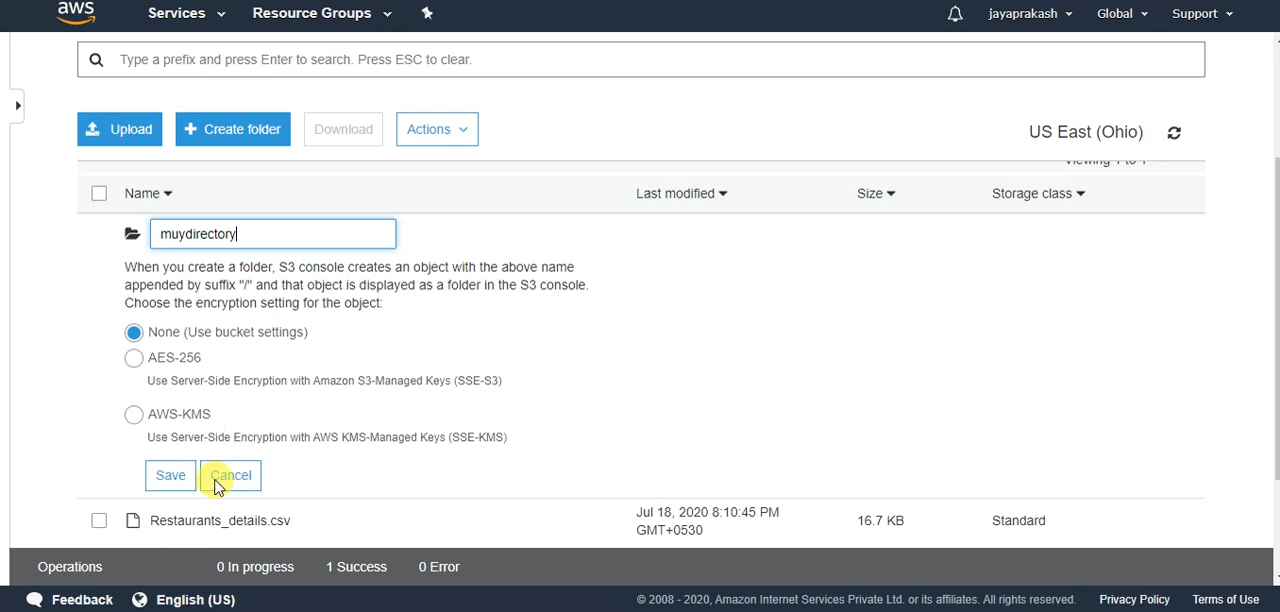 aws Services Resource Groups jayaprakash Global Support
Type a prefix and press Enter to search. Press ESC to clear.
Upload Create folder Download Actions US East (Ohio)
Viewing 1 to 1
Name Last modified Size Storage class
muydirectory
When you create a folder, S3 console creates an object with the above name
appended by suffix "/" and that object is displayed as a folder in the S3 console.
Choose the encryption setting for the object:
None (Use bucket settings)
AES-256
Use Server-Side Encryption with Amazon S3-Managed Keys (SSE-S3)
AWS-KMS
Use Server-Side Encryption with AWS KMS-Managed Keys (SSE-KMS)
Save Cancel
Restaurants_details.csv Jul 18, 2020 8:10:45 PM 16.7 KB Standard
GMT+0530
Operations 0 In progress 1 Success 0 Error
Feedback English (US) © 2008 - 2020, Amazon Internet Services Private Ltd. or its affiliates. All rights reserved. Privacy Policy Terms of Use